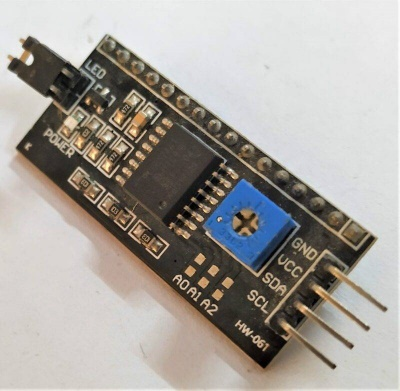 LED
POWER
GND
VCC
SDA
SCL
A0 A1 A2
HW-061